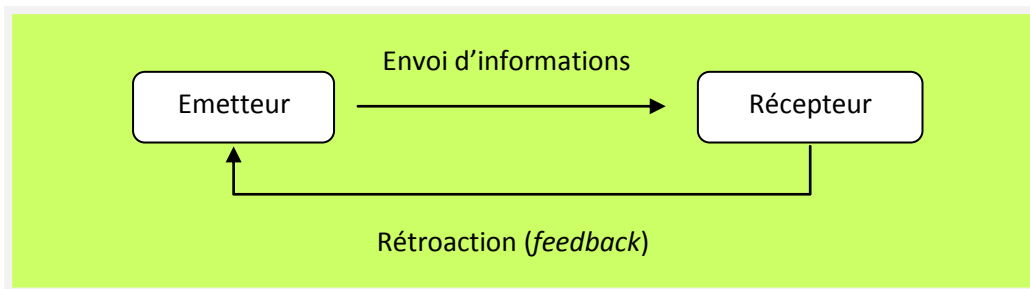 Envoi d’informations
Emetteur
Récepteur
Rétroaction (feedback)